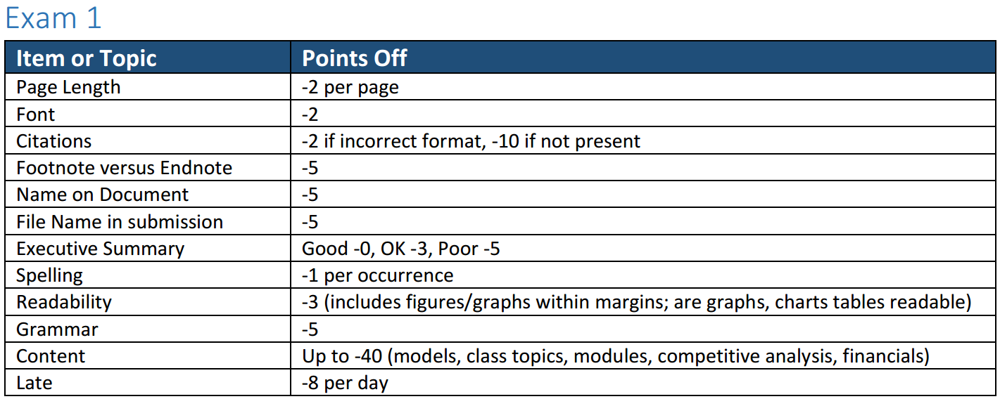 Exam 1
Item or Topic Points Off
Page Length -2 per page
Font -2
Citations -2 if incorrect format, -10 if not present
Footnote versus Endnote -5
Name on Document -5
File Name in submission -5
Executive Summary Good -0, OK -3, Poor -5
Spelling -1 per occurrence
Readability -3 (includes figures/graphs within margins; are graphs, charts tables readable)
Grammar -5
Content Up to -40 (models, class topics, modules, competitive analysis, financials)
Late -8 per day